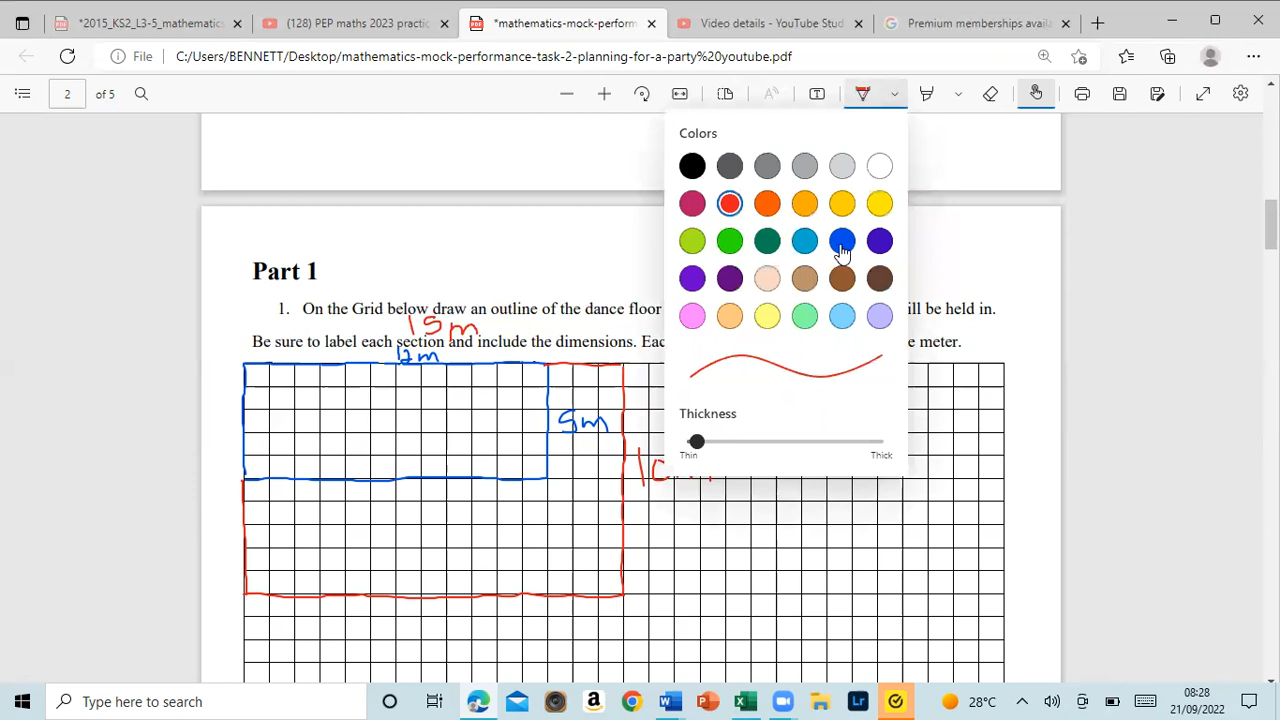 *2015_KS2_L3-5_mathematics
(128) PEP maths 2023 practic
*mathematics-mock-perform
Video details - YouTube Stud
Premium memberships availa
File
C:/Users/BENNETT/Desktop/mathematics-mock-performance-task-2-planning-for-a-party%20youtube.pdf
2
of 5
Colors
Thickness
Thin
Thick
Part 1
1. On the Grid below draw an outline of the dance floor
ill be held in.
15m
Be sure to label each section and include the dimensions. Eac
e meter.
12m
5m
10
Type here to search
28°C
08:28
21/09/2022